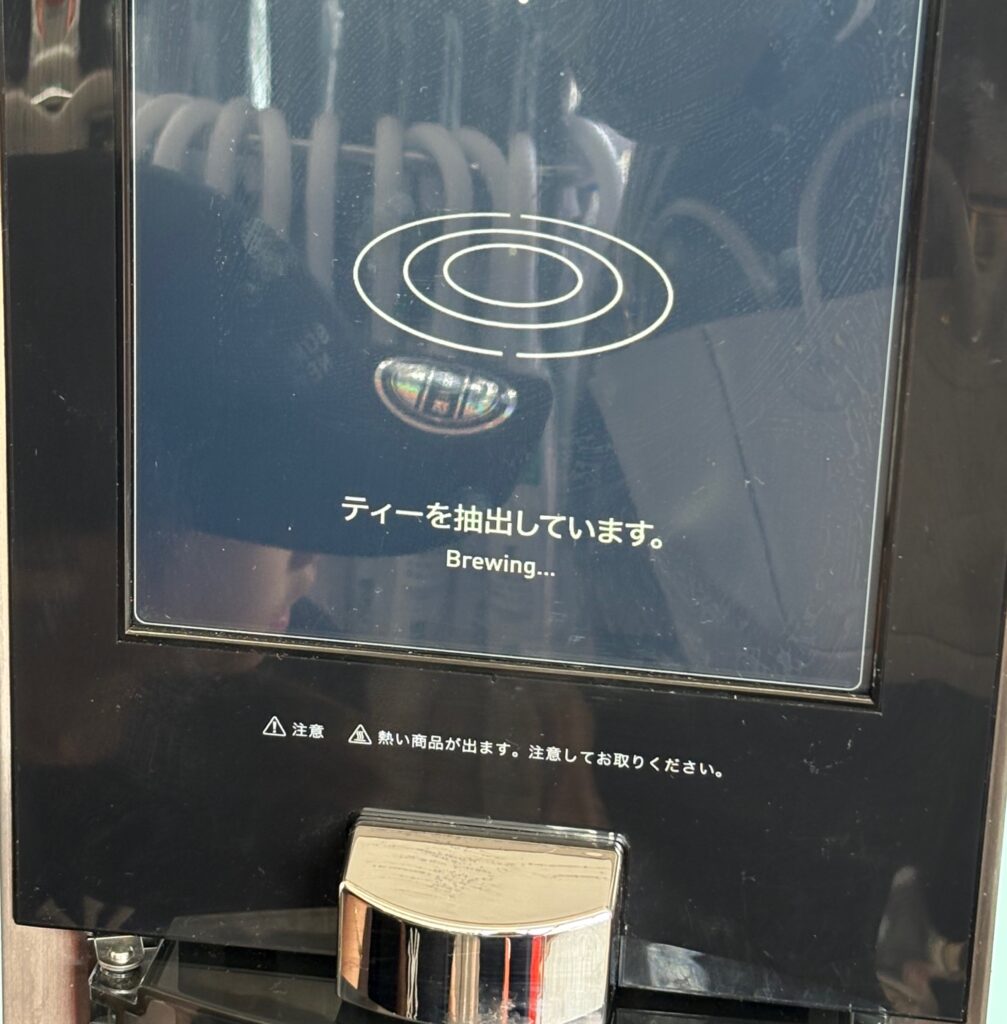 ティーを抽出しています。
Brewing...
注意 熱い商品が出ます。注意してお取りください。